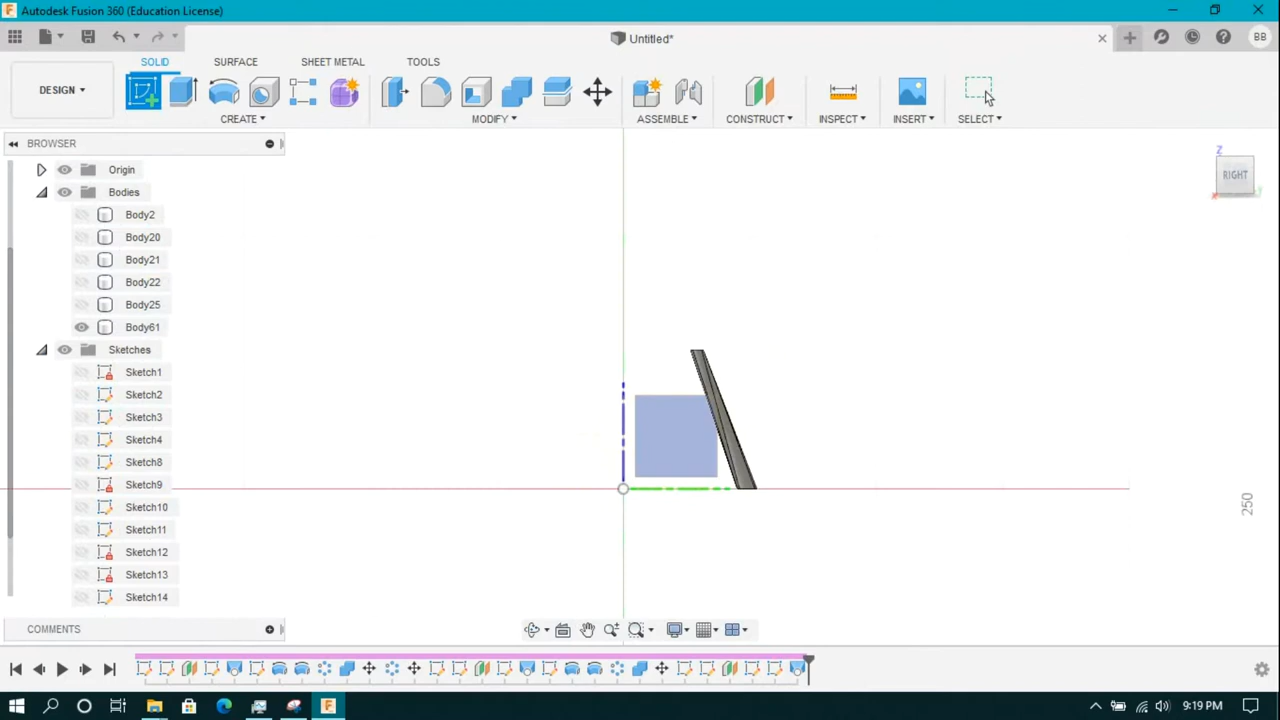 Autodesk Fusion 360 (Education License)
Untitled*
BB
SOLID SURFACE SHEET METAL TOOLS
DESIGN
CREATE MODIFY ASSEMBLE CONSTRUCT INSPECT INSERT SELECT
BROWSER
Z
RIGHT
X
Origin
Bodies
Body2
Body20
Body21
Body22
Body25
Body61
Sketches
Sketch1
Sketch2
Sketch3
Sketch4
Sketch8
Sketch9
Sketch10
Sketch11
Sketch12
Sketch13
Sketch14
250
COMMENTS
9:19 PM